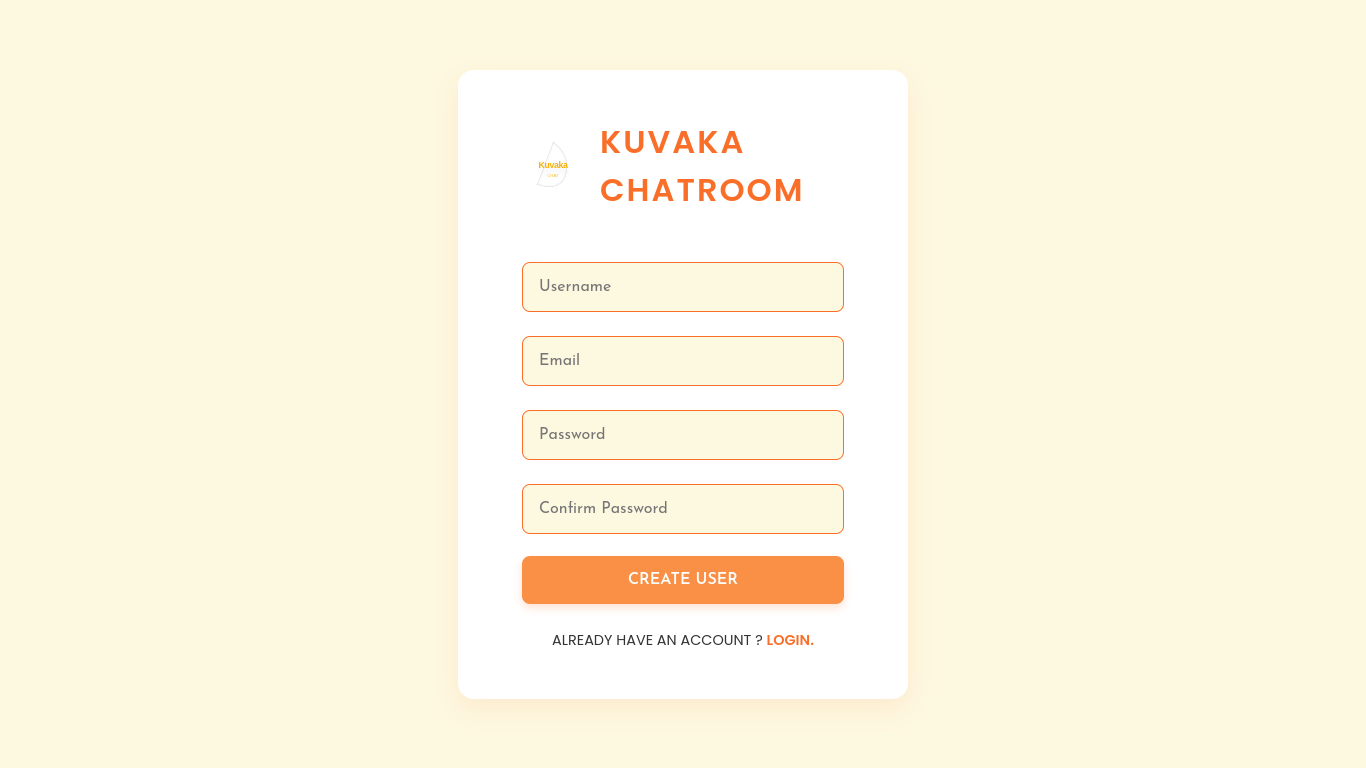 Kuvaka
KUVAKA
CHATROOM
Username
Email
Password
Confirm Password
CREATE USER
ALREADY HAVE AN ACCOUNT ? LOGIN.